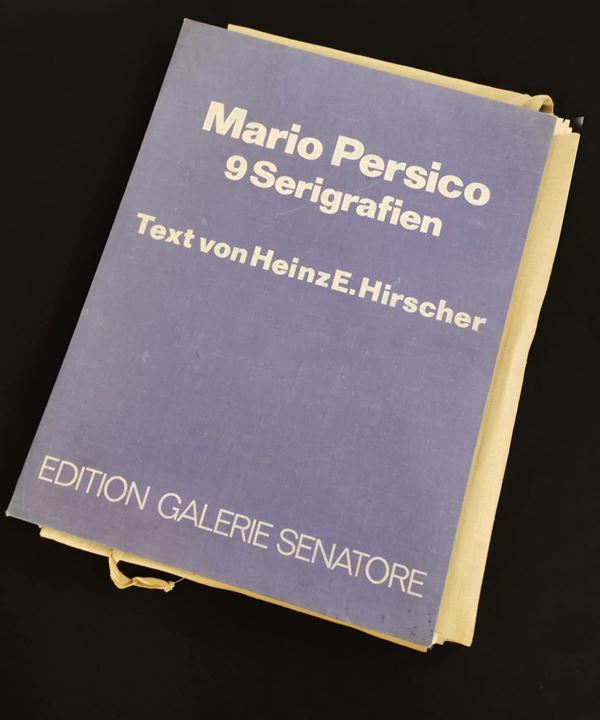 Mario Persico
9 Serigrafien
Text von Heinz E. Hirscher
EDITION GALERIE SENATORE